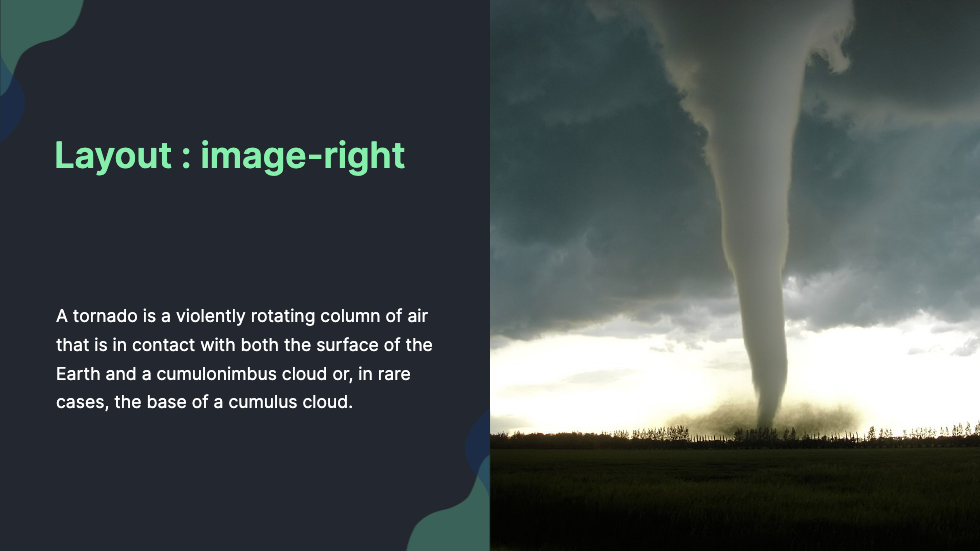 Layout : image-right
A tornado is a violently rotating column of air
that is in contact with both the surface of the
Earth and a cumulonimbus cloud or, in rare
cases, the base of a cumulus cloud.